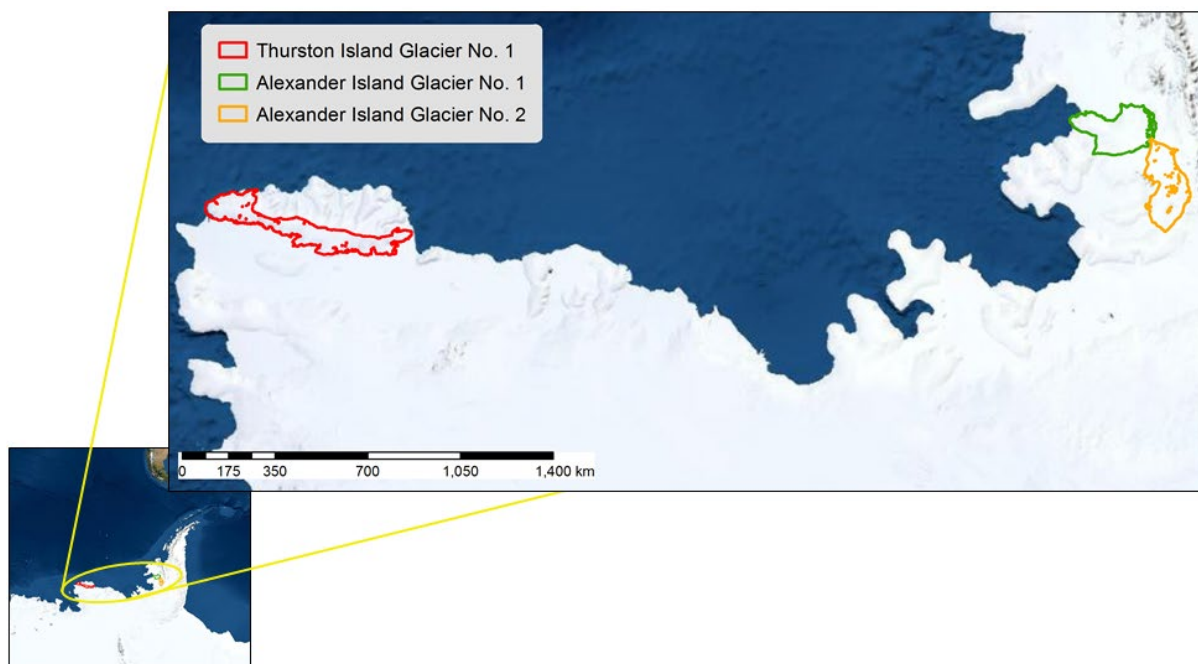 Thurston Island Glacier No. 1
Alexander Island Glacier No. 1
Alexander Island Glacier No. 2
0 175 350 700 1,050 1,400 km